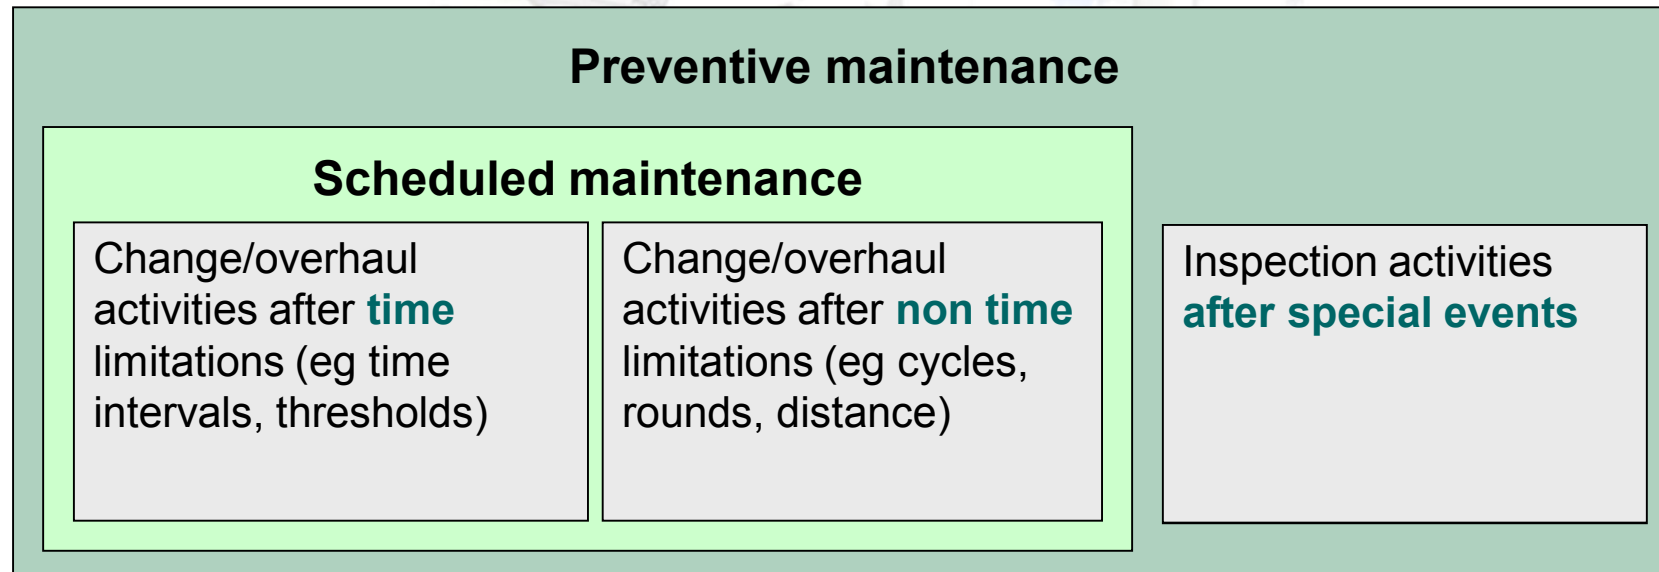 Preventive maintenance
Scheduled maintenance
Change/overhaul
activities after time
limitations (eg time
intervals, thresholds)
Change/overhaul
activities after non time
limitations (eg cycles,
rounds, distance)
Inspection activities
after special events